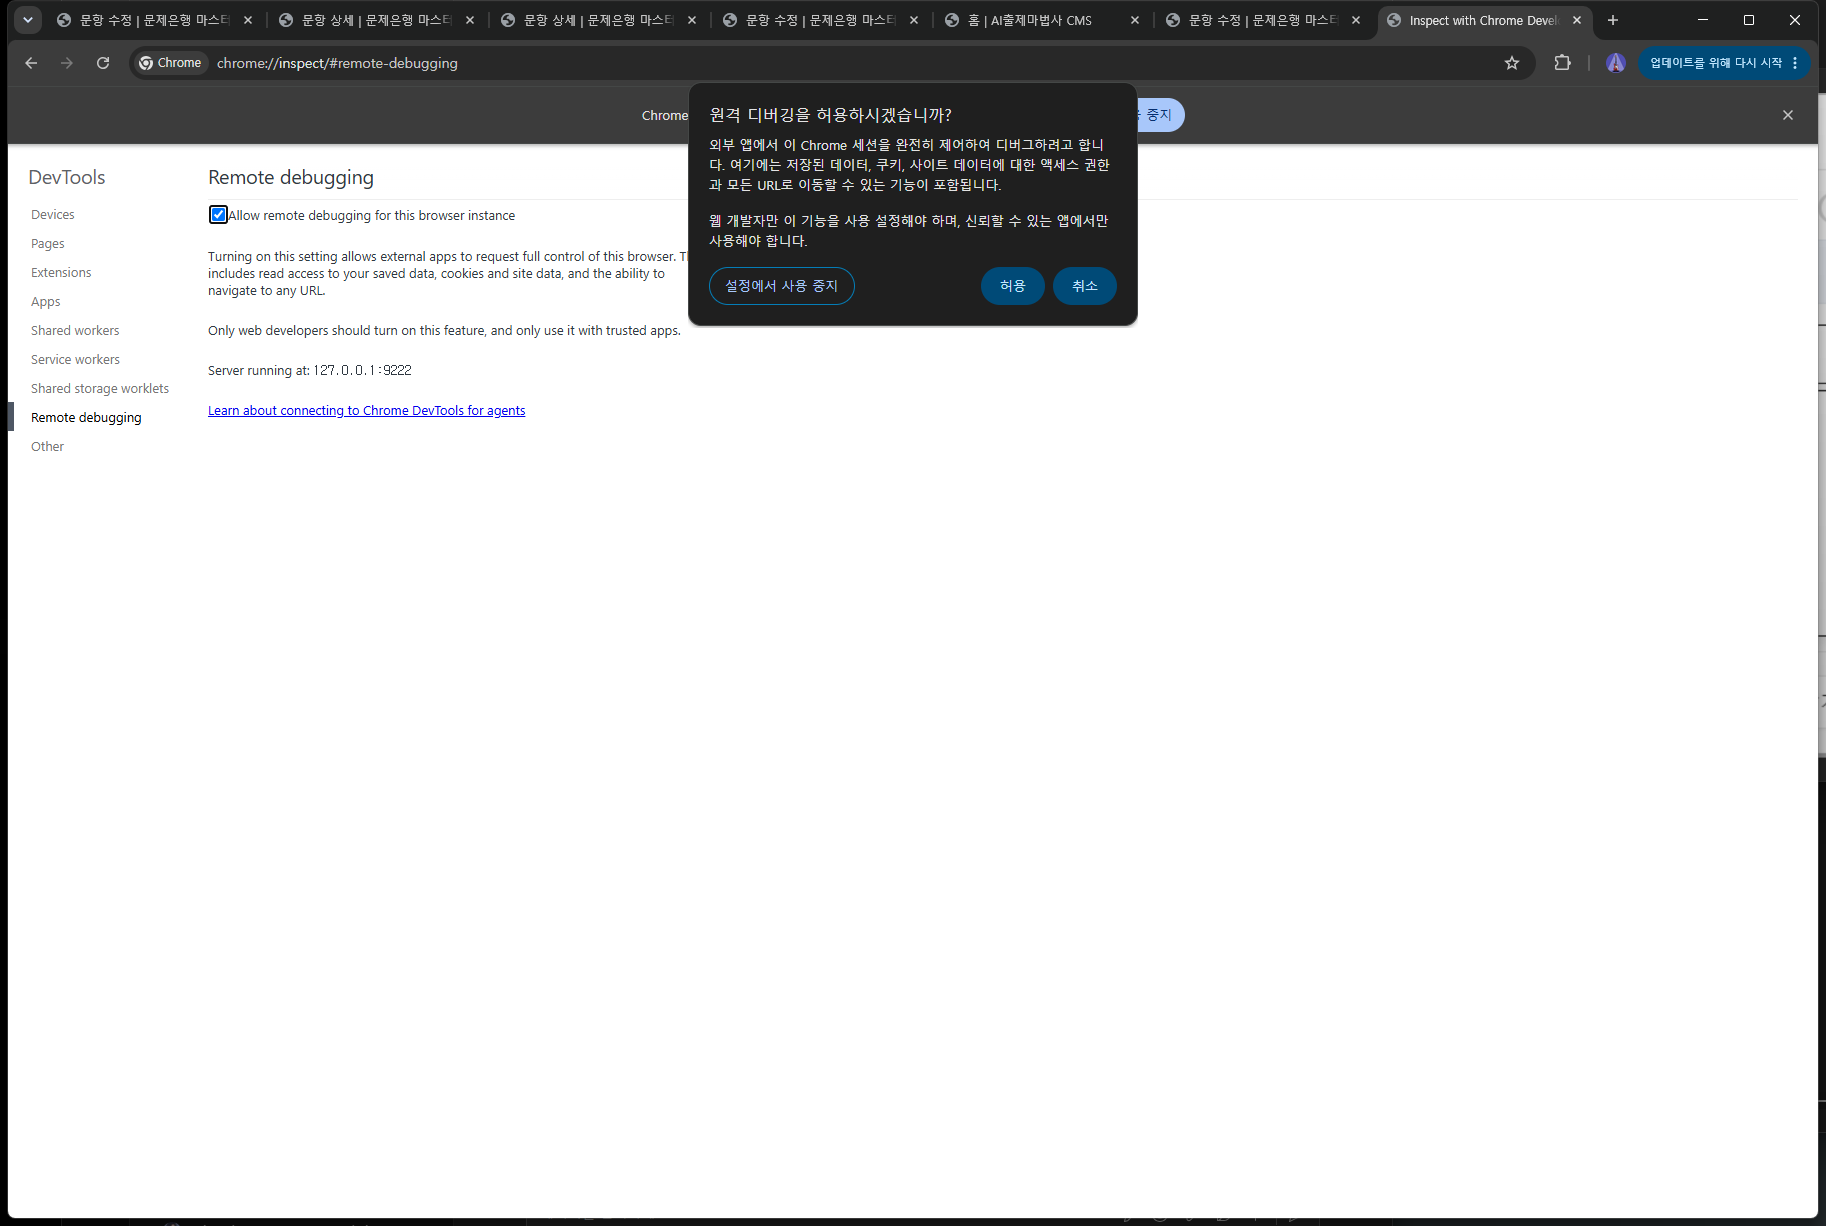 문항 수정 | 문제은행 마스터
문항 상세 | 문제은행 마스터
문항 상세 | 문제은행 마스터
문항 수정 | 문제은행 마스터
홈 | AI출제마법사 CMS
문항 수정 | 문제은행 마스터
Inspect with Chrome Devel
Chrome
chrome://inspect/#remote-debugging
업데이트를 위해 다시 시작
Chrome
중지
원격 디버깅을 허용하시겠습니까?
외부 앱에서 이 Chrome 세션을 완전히 제어하여 디버그하려고 합니
다. 여기에는 저장된 데이터, 쿠키, 사이트 데이터에 대한 액세스 권한
과 모든 URL로 이동할 수 있는 기능이 포함됩니다.
웹 개발자만 이 기능을 사용 설정해야 하며, 신뢰할 수 있는 앱에서만
사용해야 합니다.
설정에서 사용 중지
허용
취소
DevTools
Devices
Pages
Extensions
Apps
Shared workers
Service workers
Shared storage worklets
Remote debugging
Other
Remote debugging
Allow remote debugging for this browser instance
Turning on this setting allows external apps to request full control of this browser.
includes read access to your saved data, cookies and site data, and the ability to
navigate to any URL.
Only web developers should turn on this feature, and only use it with trusted apps.
Server running at: 127.0.0.1:9222
Learn about connecting to Chrome DevTools for agents